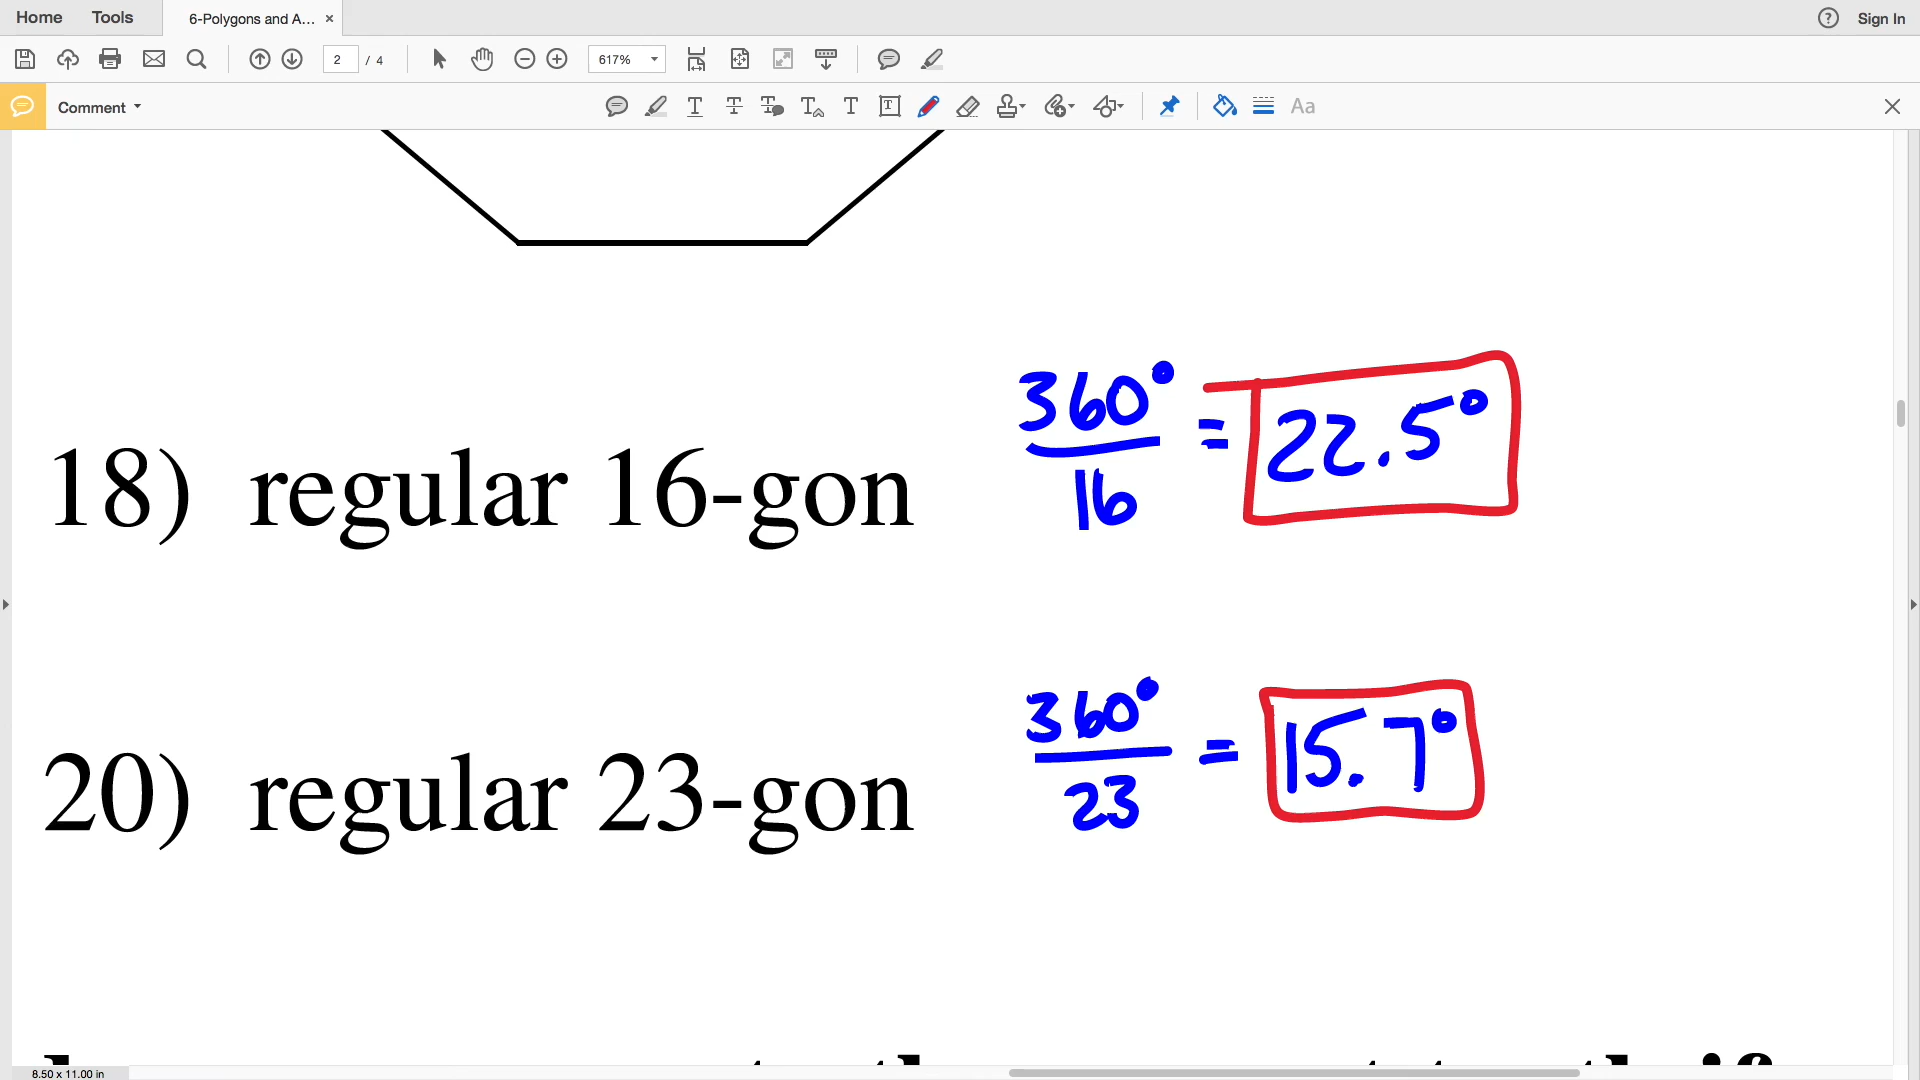 Home Tools 6-Polygons and A... × ? Sign In
2 / 4 617%
Comment Aa
360°
18) regular 16-gon = 22.5°
16
360°
20) regular 23-gon = 15.7°
23
8.50 x 11.00 in